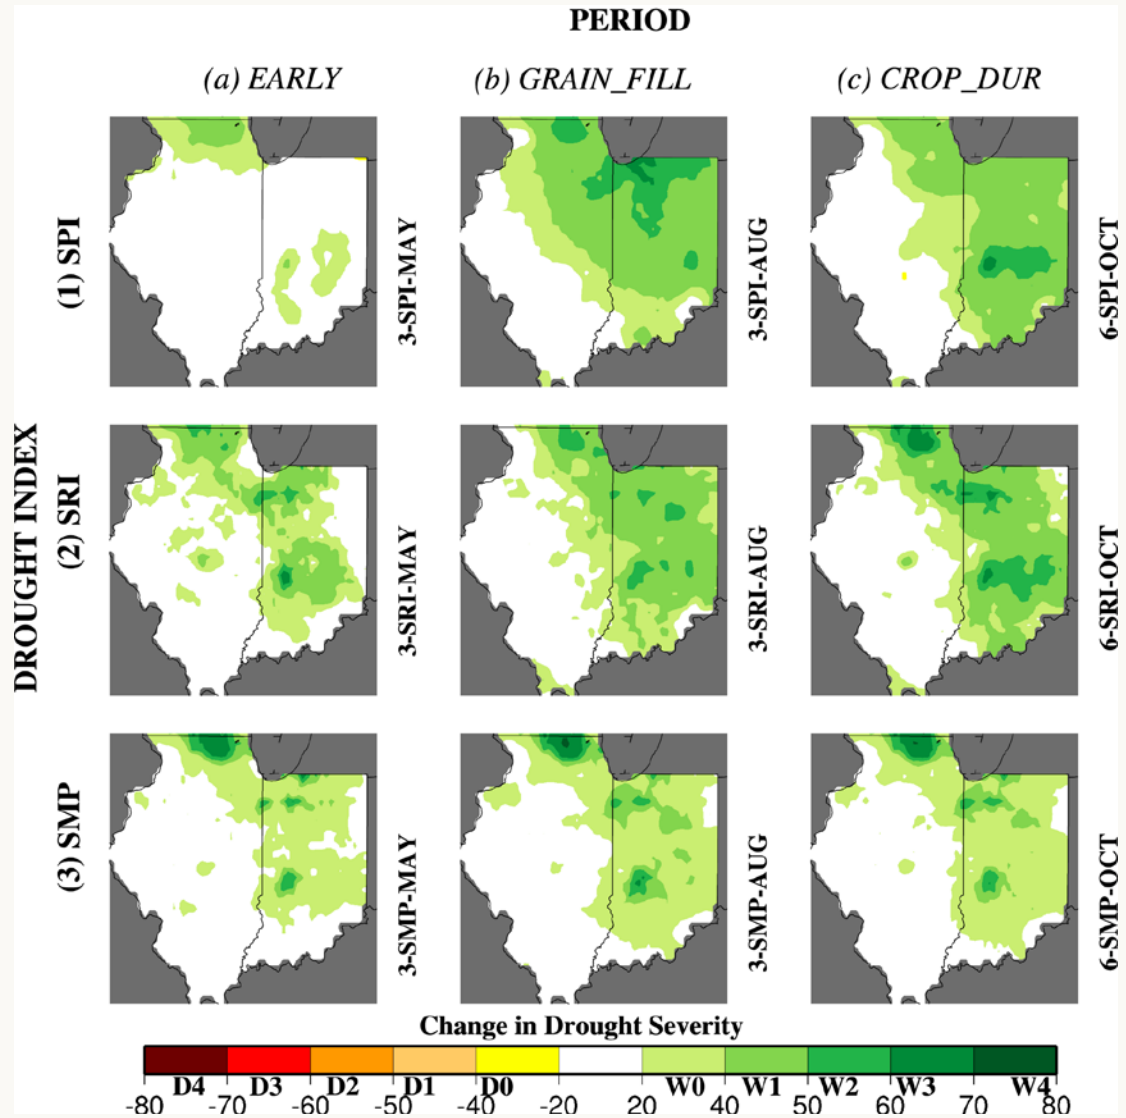 PERIOD
(a) EARLY
(b) GRAIN_FILL
(c) CROP_DUR
DROUGHT INDEX
(1) SPI
3-SPI-MAY
3-SPI-AUG
6-SPI-OCT
(2) SRI
3-SRI-MAY
3-SRI-AUG
6-SRI-OCT
(3) SMP
3-SMP-MAY
3-SMP-AUG
6-SMP-OCT
Change in Drought Severity
D4 D3 D2 D1 D0 W0 W1 W2 W3 W4
-80 -70 -60 -50 -40 -20 20 40 50 60 70 80